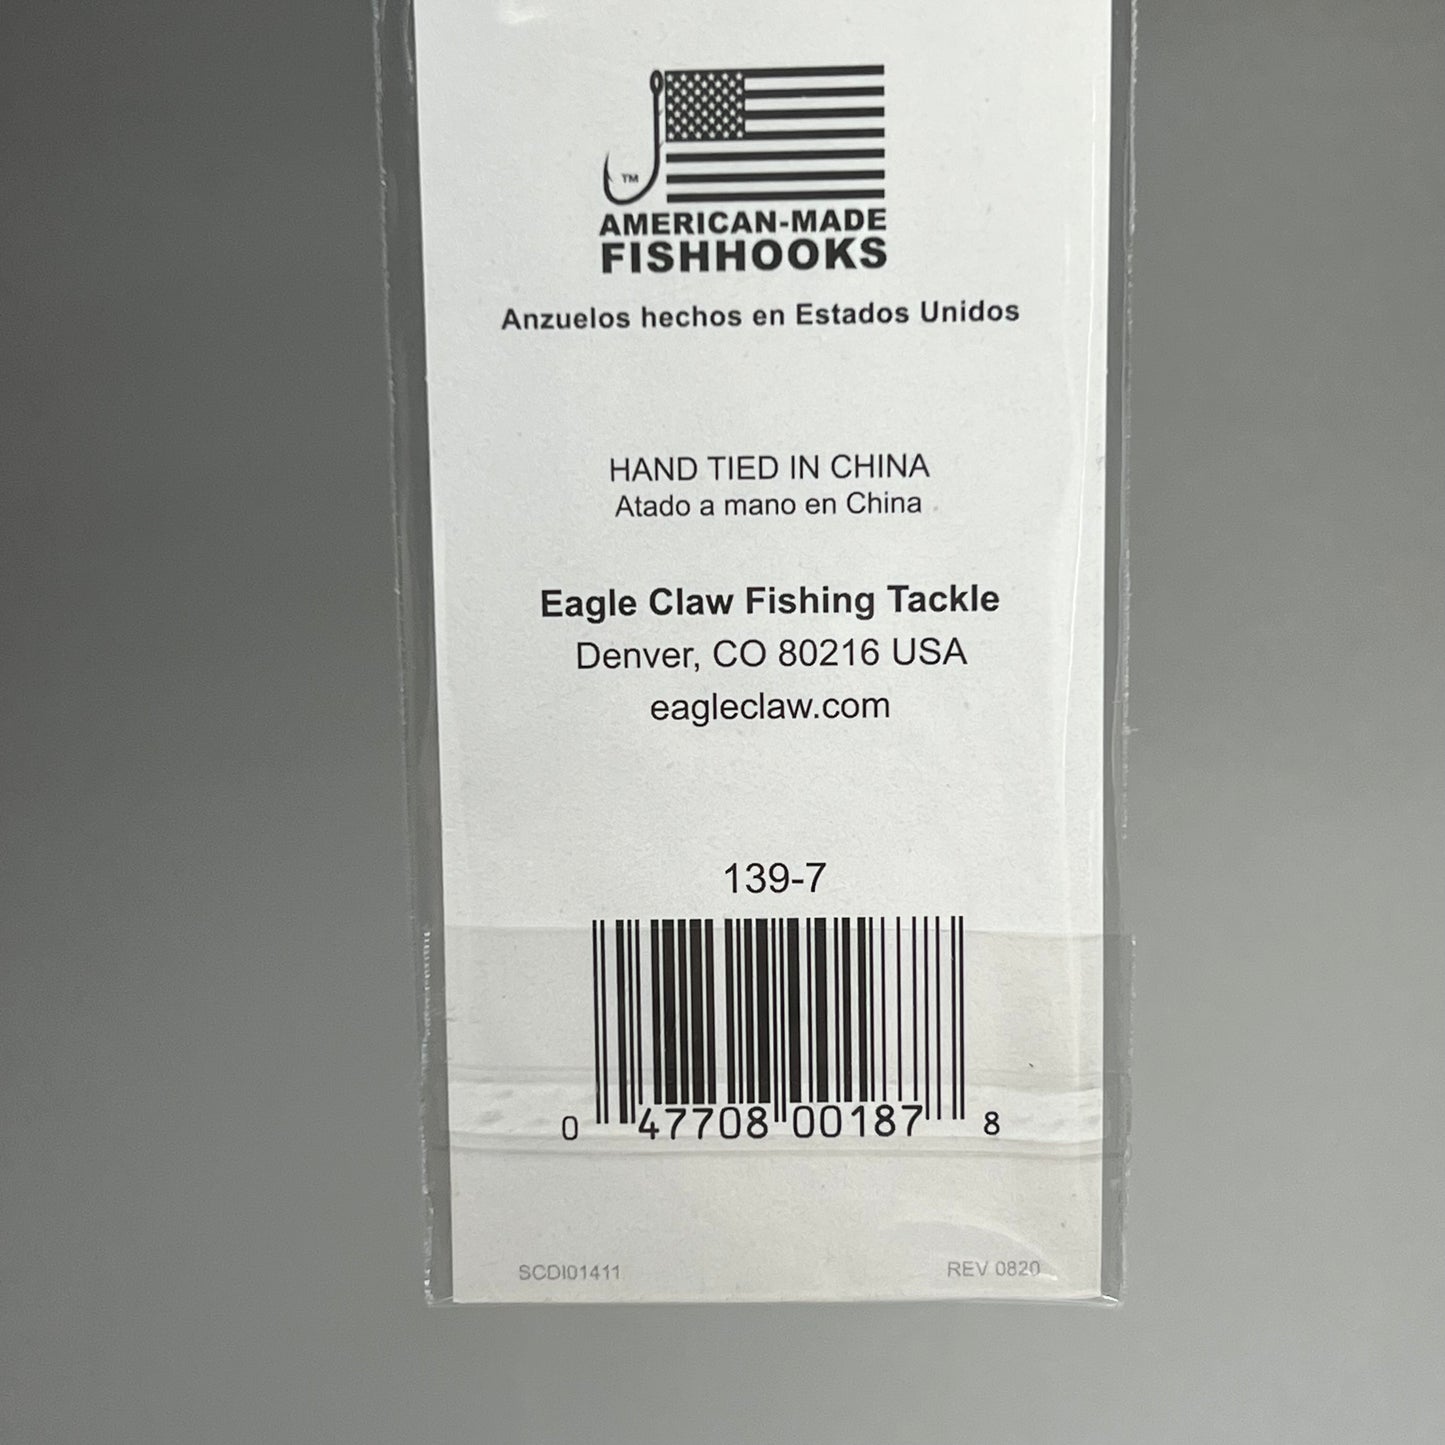 TM
AMERICAN-MADE
FISHHOOKS
Anzuelos hechos en Estados Unidos
HAND TIED IN CHINA
Atado a mano en China
Eagle Claw Fishing Tackle
Denver, CO 80216 USA
eagleclaw.com
139-7
0 47708 00187 8
SCDI01411 REV 0820